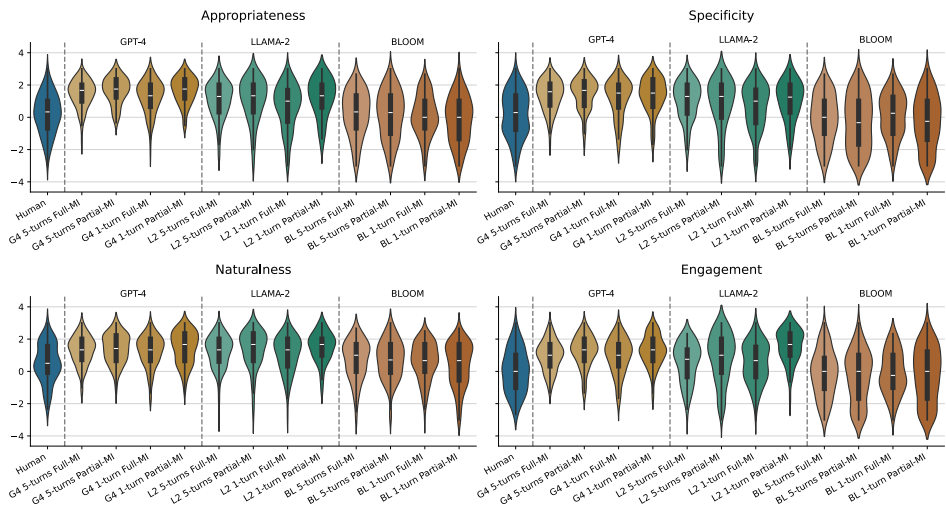 Appropriateness
GPT-4 LLAMA-2 BLOOM
4
2
0
−2
−4
Human G4 5-turns Full-MI G4 5-turns Partial-MI G4 1-turn Full-MI G4 1-turn Partial-MI L2 5-turns Full-MI L2 5-turns Partial-MI L2 1-turn Full-MI L2 1-turn Partial-MI BL 5-turns Full-MI BL 5-turns Partial-MI BL 1-turn Full-MI BL 1-turn Partial-MI
Specificity
GPT-4 LLAMA-2 BLOOM
Human G4 5-turns Full-MI G4 5-turns Partial-MI G4 1-turn Full-MI G4 1-turn Partial-MI L2 5-turns Full-MI L2 5-turns Partial-MI L2 1-turn Full-MI L2 1-turn Partial-MI BL 5-turns Full-MI BL 5-turns Partial-MI BL 1-turn Full-MI BL 1-turn Partial-MI
Naturalness
GPT-4 LLAMA-2 BLOOM
4
2
0
−2
−4
Human G4 5-turns Full-MI G4 5-turns Partial-MI G4 1-turn Full-MI G4 1-turn Partial-MI L2 5-turns Full-MI L2 5-turns Partial-MI L2 1-turn Full-MI L2 1-turn Partial-MI BL 5-turns Full-MI BL 5-turns Partial-MI BL 1-turn Full-MI BL 1-turn Partial-MI
Engagement
GPT-4 LLAMA-2 BLOOM
Human G4 5-turns Full-MI G4 5-turns Partial-MI G4 1-turn Full-MI G4 1-turn Partial-MI L2 5-turns Full-MI L2 5-turns Partial-MI L2 1-turn Full-MI L2 1-turn Partial-MI BL 5-turns Full-MI BL 5-turns Partial-MI BL 1-turn Full-MI BL 1-turn Partial-MI